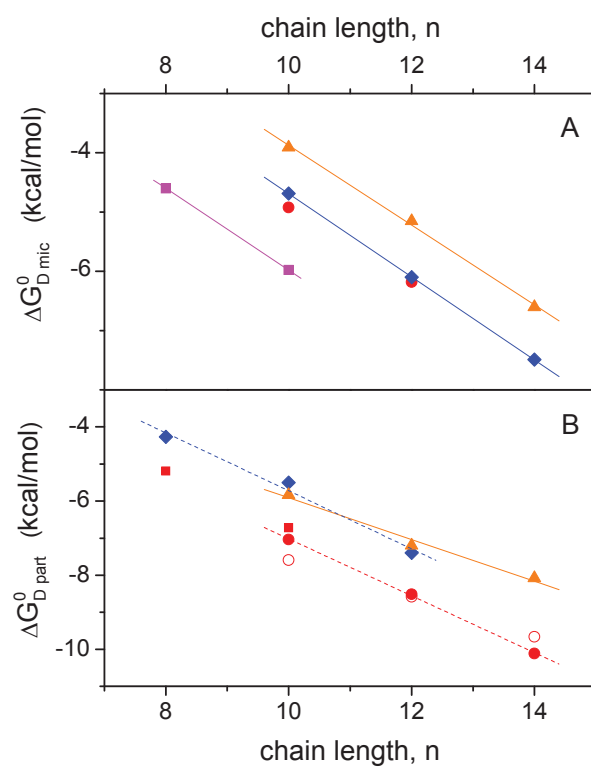 chain length, n
8 10 12 14
A
-4
-6
ΔG⁰D mic (kcal/mol)
B
-4
-6
-8
-10
ΔG⁰D part (kcal/mol)
8 10 12 14
chain length, n